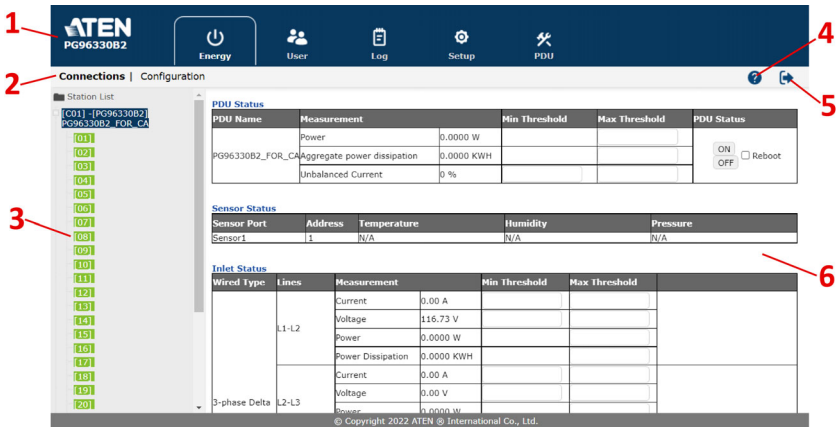 1
ATEN
PG96330B2
Energy
User
Log
Setup
PDU
4
2
Connections | Configuration
?
5
Station List
[C01] -[PG96330B2]
PG96330B2_FOR_CA
[01]
[02]
[03]
[04]
[05]
[06]
[07]
3
[08]
[09]
[10]
[11]
[12]
[13]
[14]
[15]
[16]
[17]
[18]
[19]
[20]
PDU Status
PDU Name Measurement Min Threshold Max Threshold PDU Status
PG96330B2_FOR_CA
Power 0.0000 W
Aggregate power dissipation 0.0000 KWH
Unbalanced Current 0 %
ON
OFF
Reboot
Sensor Status
Sensor Port Address Temperature Humidity Pressure
Sensor1 1 N/A N/A N/A
6
Inlet Status
Wired Type Lines Measurement Min Threshold Max Threshold
3-phase Delta
L1-L2
Current 0.00 A
Voltage 116.73 V
Power 0.0000 W
Power Dissipation 0.0000 KWH
L2-L3
Current 0.00 A
Voltage 0.00 V
Power 0.0000 W
© Copyright 2022 ATEN ® International Co., Ltd.